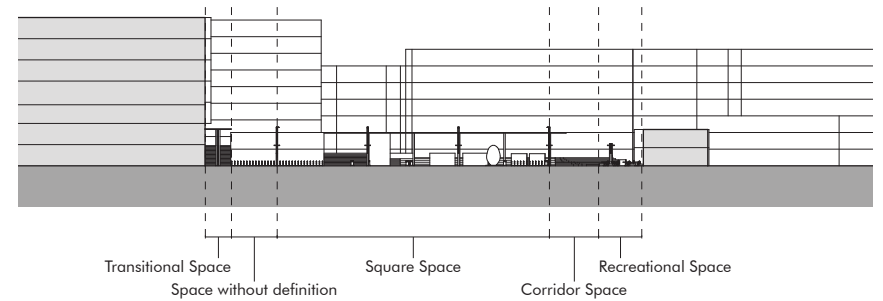 Transitional Space
Square Space
Recreational Space
Space without definition
Corridor Space